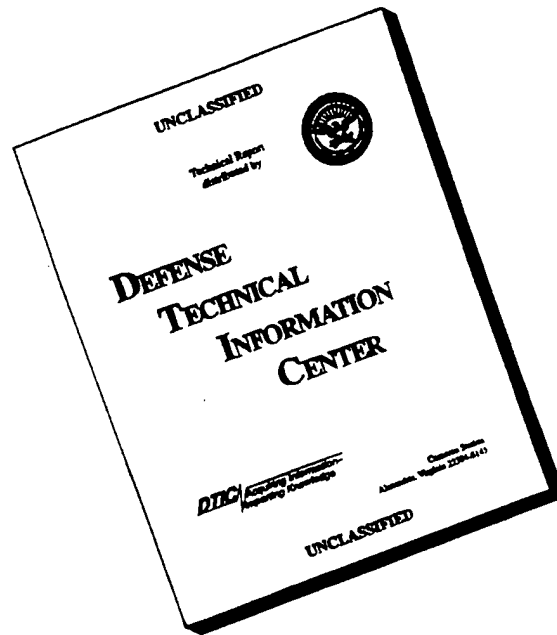 UNCLASSIFIED
Technical Report
distributed by
DEFENSE
TECHNICAL
INFORMATION
CENTER
DTIC Acquiring Information-
Imparting Knowledge
Cameron Station
Alexandria, Virginia 22304-6145
UNCLASSIFIED